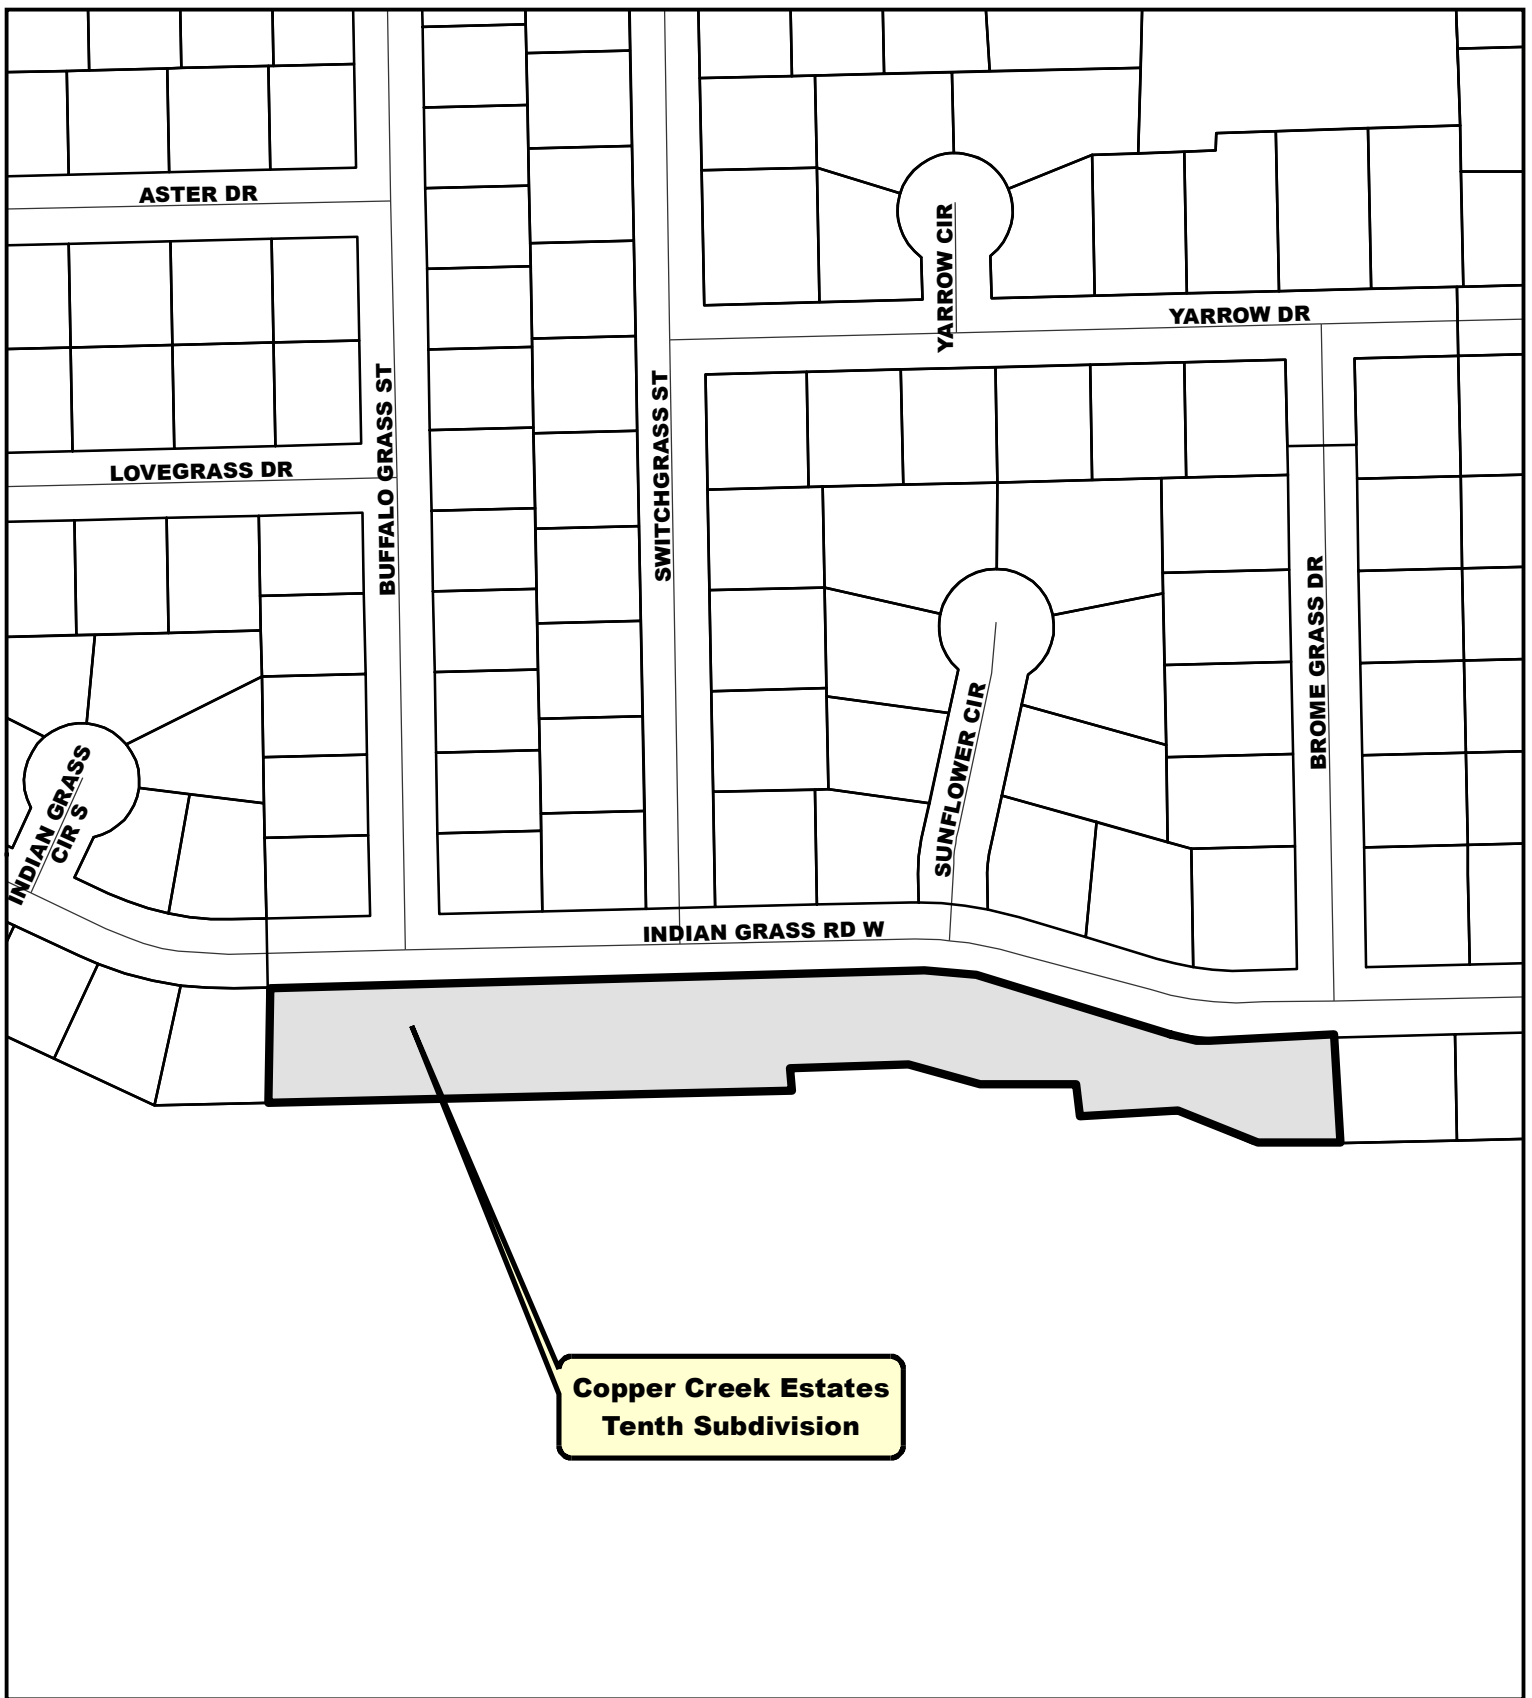 ASTER DR
YARROW CIR
YARROW DR
BUFFALO GRASS ST
SWITCHGRASS ST
LOVEGRASS DR
BROME GRASS DR
SUNFLOWER CIR
INDIAN GRASS
CIR S
INDIAN GRASS RD W
Copper Creek Estates
Tenth Subdivision